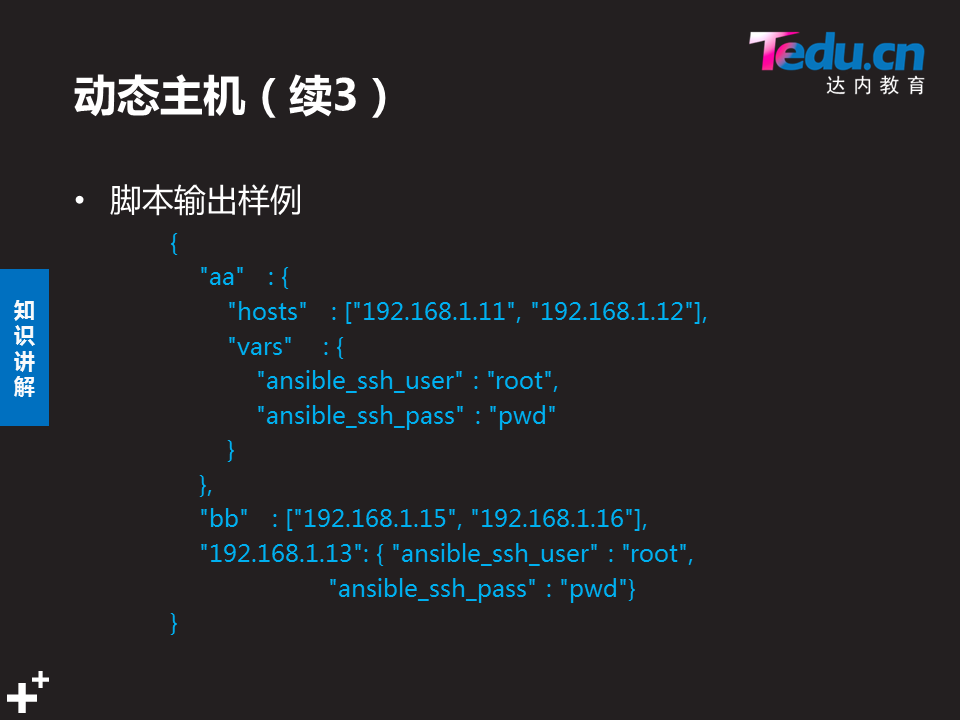 Tedu.cn
达内教育
动态主机（续3）
• 脚本输出样例
{
"aa" : {
"hosts" : ["192.168.1.11", "192.168.1.12"],
"vars" : {
"ansible_ssh_user" : "root",
"ansible_ssh_pass" : "pwd"
}
},
"bb" : ["192.168.1.15", "192.168.1.16"],
"192.168.1.13": { "ansible_ssh_user" : "root",
"ansible_ssh_pass" : "pwd"}
}
知识讲解